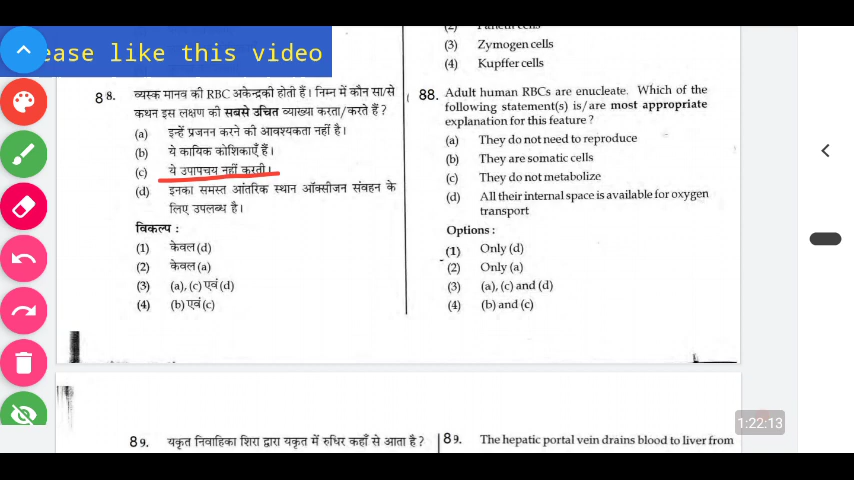 ease like this video
(3) Zymogen cells
(4) Kupffer cells
88. व्यस्क मानव की RBC अकेन्द्रकी होती हैं। निम्न में कौन सा/से
कथन इस लक्षण की सबसे उचित व्याख्या करता/करते हैं ?
(a) इन्हें प्रजनन करने की आवश्यकता नहीं है।
(b) ये कायिक कोशिकाएँ हैं।
(c) ये उपापचय नहीं करती।
(d) इनका समस्त आंतरिक स्थान ऑक्सीजन संवहन के
लिए उपलब्ध है।
विकल्प :
(1) केवल (d)
(2) केवल (a)
(3) (a), (c) एवं (d)
(4) (b) एवं (c)
88. Adult human RBCs are enucleate. Which of the
following statement(s) is/are most appropriate
explanation for this feature ?
(a) They do not need to reproduce
(b) They are somatic cells
(c) They do not metabolize
(d) All their internal space is available for oxygen
transport
Options :
(1) Only (d)
(2) Only (a)
(3) (a), (c) and (d)
(4) (b) and (c)
89. यकृत निवाहिका शिरा द्वारा यकृत में रुधिर कहाँ से आता है ?
89. The hepatic portal vein drains blood to liver from
1:22:13